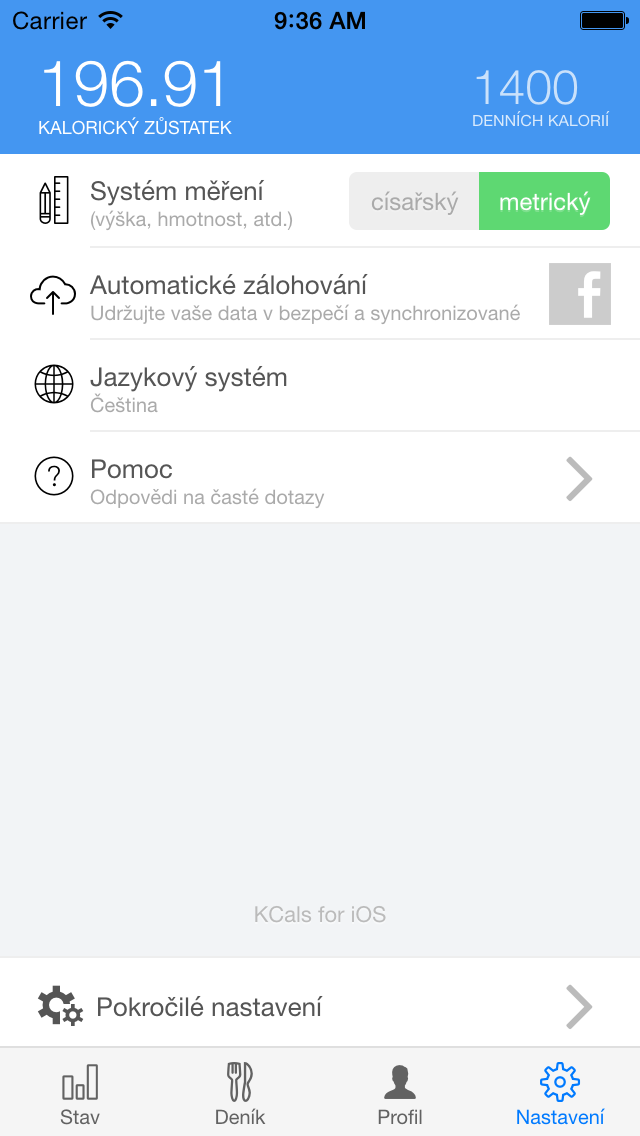 Carrier 9:36 AM
196.91 1400
KALORICKÝ ZŮSTATEK DENNÍCH KALORIÍ
Systém měření
(výška, hmotnost, atd.)
císařský metrický
Automatické zálohování
Udržujte vaše data v bezpečí a synchronizované
f
Jazykový systém
Čeština
?
Pomoc
Odpovědi na časté dotazy
KCals for iOS
Pokročilé nastavení
Stav Deník Profil Nastavení